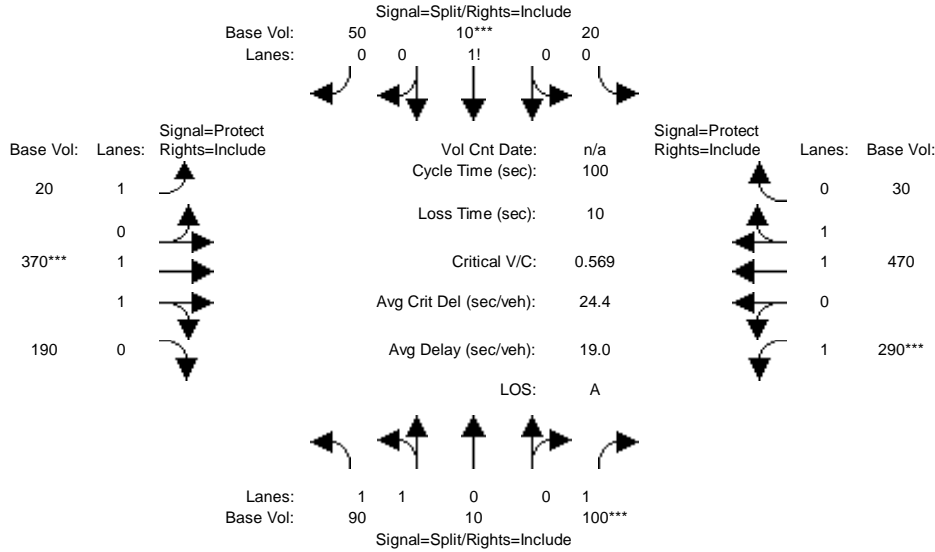 Signal=Split/Rights=Include
Base Vol: 50 10*** 20
Lanes: 0 0 1! 0 0
Signal=Protect Signal=Protect
Base Vol: Lanes: Rights=Include Vol Cnt Date: n/a Rights=Include Lanes: Base Vol:
Cycle Time (sec): 100
20 1 0 30
Loss Time (sec): 10
0 1
370*** 1 Critical V/C: 0.569 1 470
1 Avg Crit Del (sec/veh): 24.4 0
190 0 Avg Delay (sec/veh): 19.0 1 290***
LOS: A
Lanes: 1 1 0 0 1
Base Vol: 90 10 100***
Signal=Split/Rights=Include